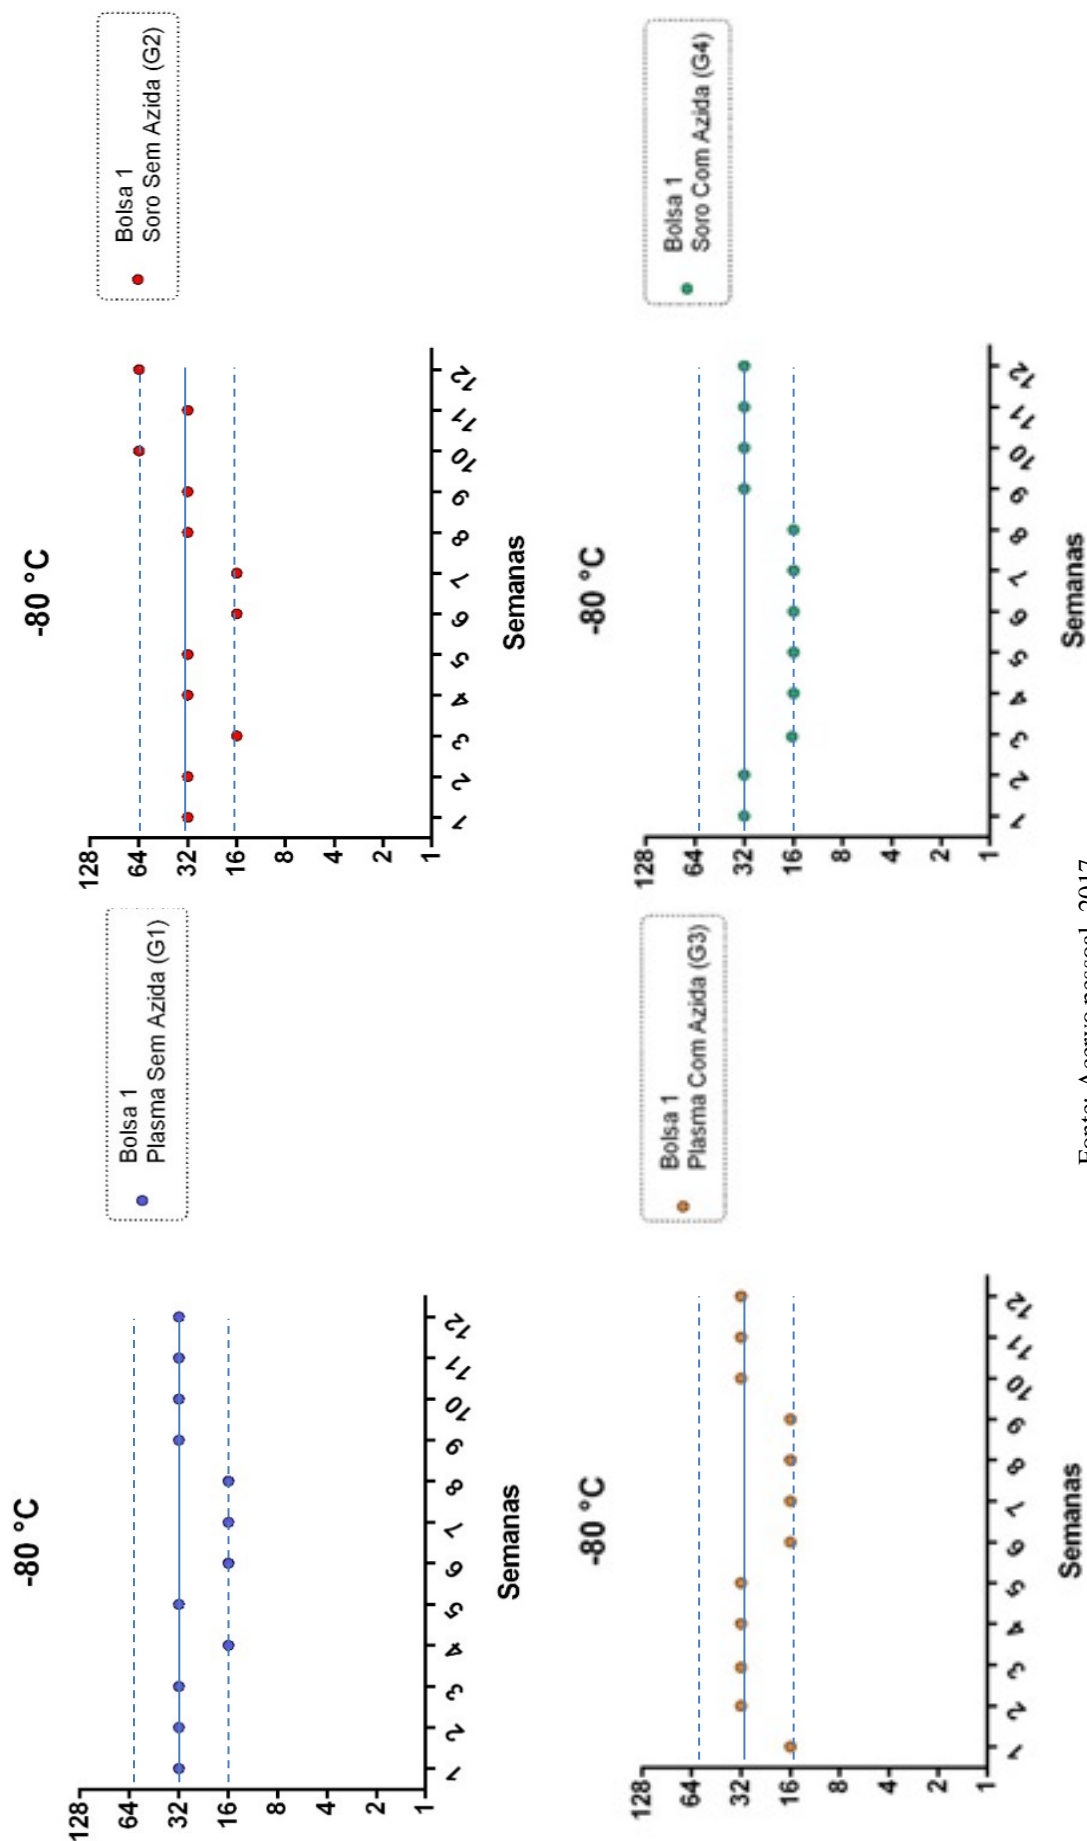 -80 °C
128
64
32
16
8
4
2
1
1 2 3 4 5 6 7 8 9 10 11 12
Semanas
Bolsa 1
Plasma Sem Azida (G1)
-80 °C
128
64
32
16
8
4
2
1
1 2 3 4 5 6 7 8 9 10 11 12
Semanas
Bolsa 1
Soro Sem Azida (G2)
-80 °C
128
64
32
16
8
4
2
1
1 2 3 4 5 6 7 8 9 10 11 12
Semanas
Bolsa 1
Plasma Com Azida (G3)
-80 °C
128
64
32
16
8
4
2
1
1 2 3 4 5 6 7 8 9 10 11 12
Semanas
Bolsa 1
Soro Com Azida (G4)
Fonte: Acervo pessoal, 2017